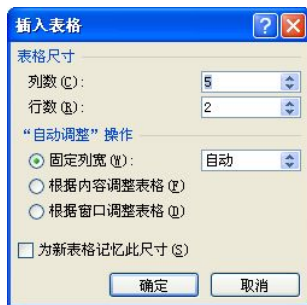 插入表格
表格尺寸
列数(C): 5
行数(R): 2
“自动调整”操作
固定列宽(W): 自动
根据内容调整表格(F)
根据窗口调整表格(D)
为新表格记忆此尺寸(S)
确定 取消